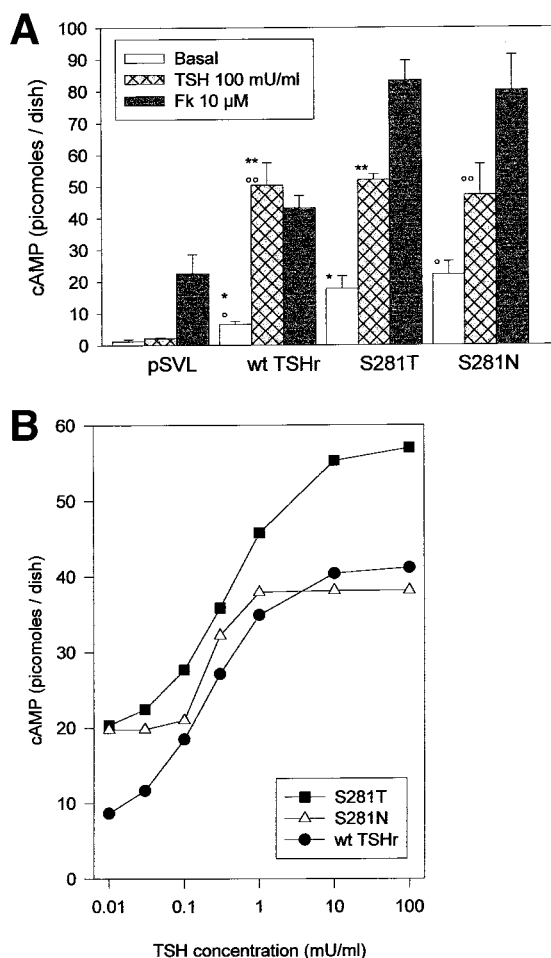 A
Basal
TSH 100 mU/ml
Fk 10 µM
cAMP (picomoles / dish)
100
90
80
70
60
50
40
30
20
10
0
*
°
**
°°
*
**
°
°°
pSVL
wt TSHr
S281T
S281N
B
cAMP (picomoles / dish)
60
50
40
30
20
10
0
S281T
S281N
wt TSHr
0.01
0.1
1
10
100
TSH concentration (mU/ml)